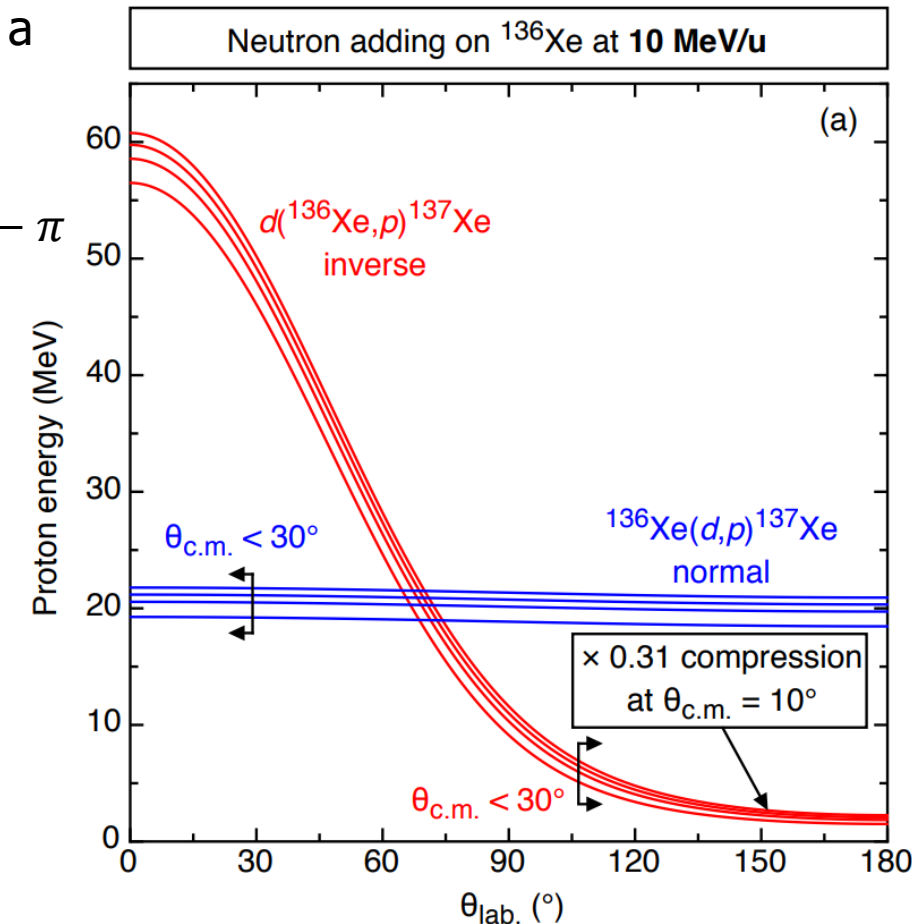 a
Neutron adding on ¹³⁶Xe at 10 MeV/u
(a)
– π
d(¹³⁶Xe,p)¹³⁷Xe
inverse
θc.m. < 30°
¹³⁶Xe(d,p)¹³⁷Xe
normal
× 0.31 compression
at θc.m. = 10°
θc.m. < 30°
Proton energy (MeV)
60
50
40
30
20
10
0
0 30 60 90 120 150 180
θlab. (°)